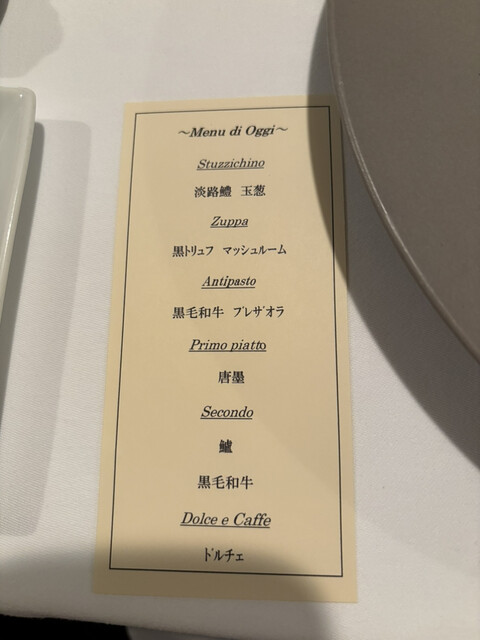 ～Menu di Oggi～
Stuzzichino
淡路鱧 玉葱
Zuppa
黒トリュフ マッシュルーム
Antipasto
黒毛和牛 ブレザオラ
Primo piatto
唐墨
Secondo
鱸
黒毛和牛
Dolce e Caffe
ドルチェ